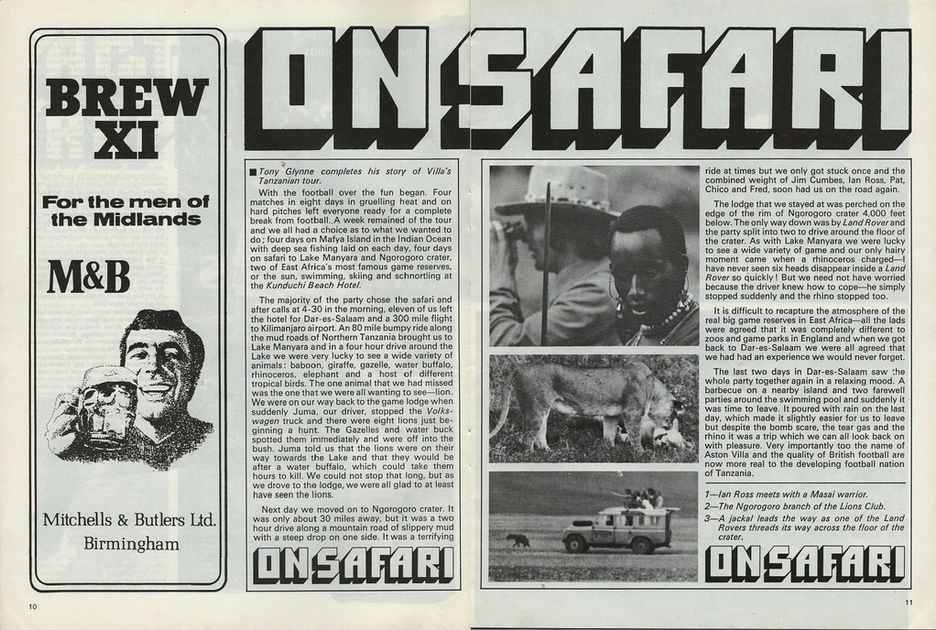 BREW
XI
For the men of
the Midlands
M&B
Mitchells & Butlers Ltd.
Birmingham
10
ON SAFARI
Tony Glynne completes his story of Villa's
Tanzanian tour.
With the football over the fun began. Four
matches in eight days in gruelling heat and on
hard pitches left everyone ready for a complete
break from football. A week remained of the tour
and we all had a choice as to what we wanted to
do; four days on Mafya Island in the Indian Ocean
with deep sea fishing laid on each day, four days
on safari to Lake Manyara and Ngorogoro crater,
two of East Africa's most famous game reserves,
or the sun, swimming, skiing and schnortling at
the Kunduchi Beach Hotel.
The majority of the party chose the safari and
after calls at 4-30 in the morning, eleven of us left
the hotel for Dar-es-Salaam and a 300 mile flight
to Kilimanjaro airport. An 80 mile bumpy ride along
the mud roads of Northern Tanzania brought us to
Lake Manyara and in a four hour drive around the
Lake we were very lucky to see a wide variety of
animals: baboon, giraffe, gazelle, water buffalo,
rhinoceros, elephant and a host of different
tropical birds. The one animal that we had missed
was the one that we were all wanting to see—lion.
We were on our way back to the game lodge when
suddenly Juma, our driver, stopped the Volks-
wagen truck and there were eight lions just be-
ginning a hunt. The Gazelles and water buck
spotted them immediately and were off into the
bush. Juma told us that the lions were on their
way towards the Lake and that they would be
after a water buffalo, which could take them
hours to kill. We could not stop that long, but as
we drove to the lodge, we were all glad to at least
have seen the lions.
Next day we moved on to Ngorogoro crater. It
was only about 30 miles away, but it was a two
hour drive along a mountain road of slippery mud
with a steep drop on one side. It was a terrifying
ON SAFARI
ride at times but we only got stuck once and the
combined weight of Jim Cumbes, Ian Ross, Pat,
Chico and Fred, soon had us on the road again.
The lodge that we stayed at was perched on the
edge of the rim of Ngorogoro crater 4,000 feet
below. The only way down was by Land Rover and
the party split into two to drive around the floor of
the crater. As with Lake Manyara we were lucky
to see a wide variety of game and our only hairy
moment came when a rhinoceros charged—I
have never seen six heads disappear inside a Land
Rover so quickly! But we need not have worried
because the driver knew how to cope—he simply
stopped suddenly and the rhino stopped too.
It is difficult to recapture the atmosphere of the
real big game reserves in East Africa—all the lads
were agreed that it was completely different to
zoos and game parks in England and when we got
back to Dar-es-Salaam we were all agreed that
we had had an experience we would never forget.
The last two days in Dar-es-Salaam saw the
whole party together again in a relaxing mood. A
barbecue on a nearby island and two farewell
parties around the swimming pool and suddenly it
was time to leave. It poured with rain on the last
day, which made it slightly easier for us to leave
but despite the bomb scare, the tear gas and the
rhino it was a trip which we can all look back on
with pleasure. Very importantly too the name of
Aston Villa and the quality of British football are
now more real to the developing football nation
of Tanzania.
1—Ian Ross meets with a Masai warrior.
2—The Ngorogoro branch of the Lions Club.
3—A jackal leads the way as one of the Land
Rovers threads its way across the floor of the
crater.
ON SAFARI
11